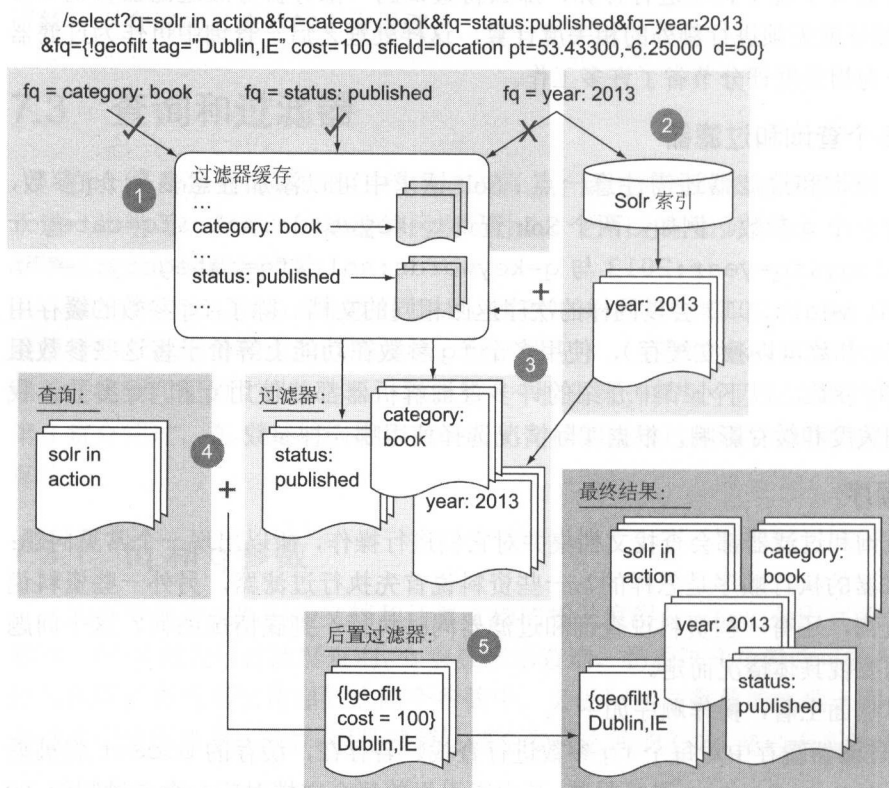 /select?q=solr in action&fq=category:book&fq=status:published&fq=year:2013
&fq={!geofilt tag="Dublin,IE" cost=100 sfield=location pt=53.43300,-6.25000 d=50}
fq = category: book
fq = status: published
fq = year: 2013
2
1
过滤器缓存
...
category: book
...
status: published
Solr 索引
+
year: 2013
3
查询:
solr in
action
4
+
过滤器:
status:
published
category:
book
year: 2013
最终结果:
solr in
action
category:
book
year: 2013
status:
published
{geofilt!}
Dublin,IE
后置过滤器:
5
{!geofilt
cost = 100}
Dublin,IE